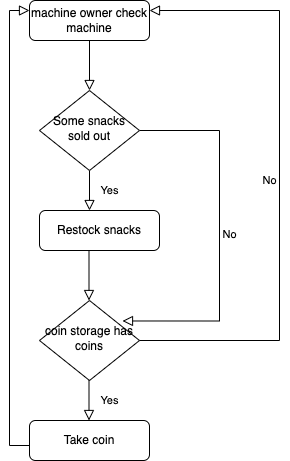 machine owner check
machine
Some snacks
sold out
Yes
No
Restock snacks
No
coin storage has
coins
Yes
Take coin